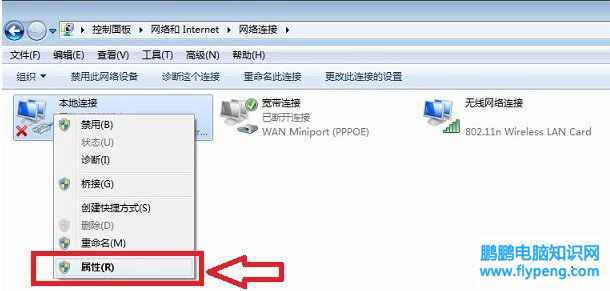 控制面板 ▸ 网络和 Internet ▸ 网络连接 ▸
文件(F) 编辑(E) 查看(V) 工具(T) 高级(N) 帮助(H)
组织 禁用此网络设备 诊断这个连接 重命名此连接 更改此连接的设置
本地连接
tr...
禁用(B)
状态(U)
诊断(I)
桥接(G)
创建快捷方式(S)
删除(D)
重命名(M)
属性(R)
宽带连接
已断开连接
WAN Miniport (PPPOE)
无线网络连接
802.11n Wireless LAN Card
鹏鹏电脑知识网
www.flypeng.com